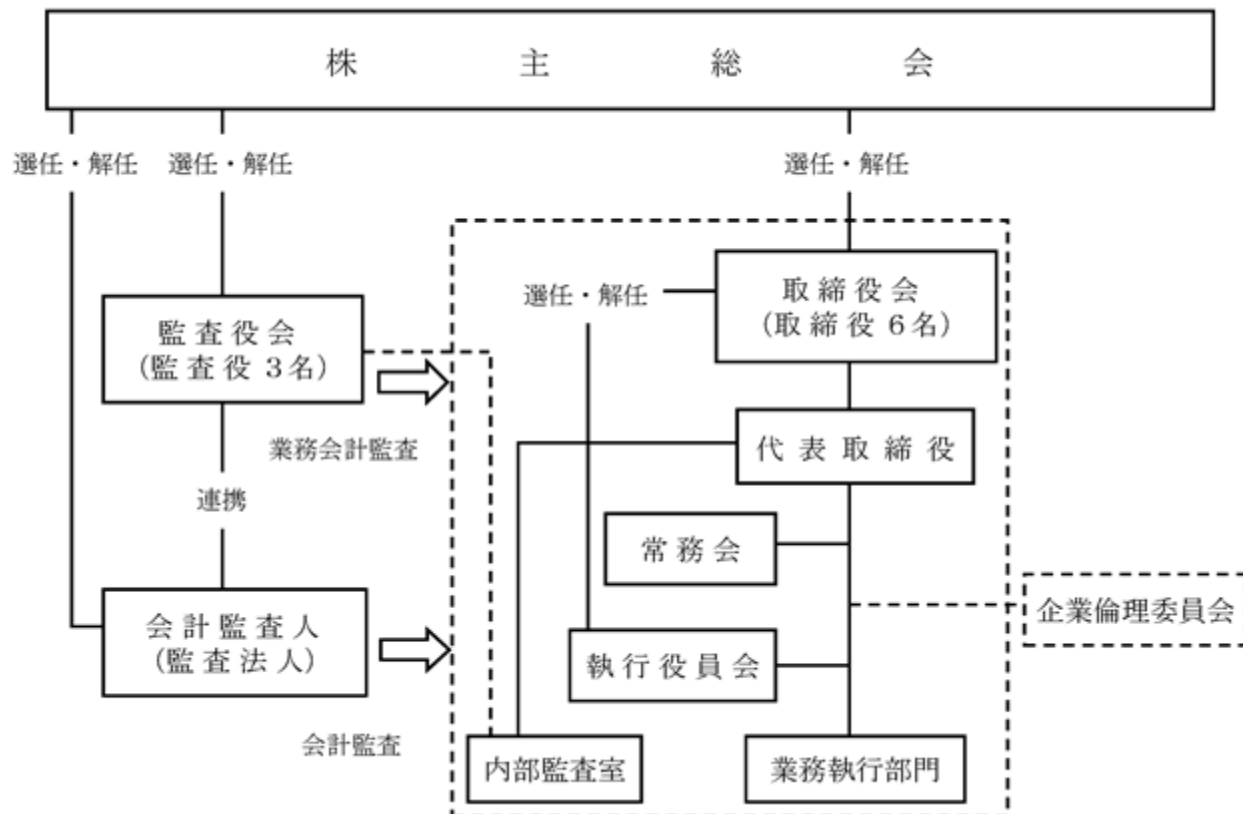 株主総会
選任・解任
選任・解任
選任・解任
取締役会
(取締役6名)
選任・解任
監査役会
(監査役3名)
業務会計監査
代表取締役
連携
常務会
企業倫理委員会
会計監査人
(監査法人)
執行役員会
会計監査
内部監査室
業務執行部門